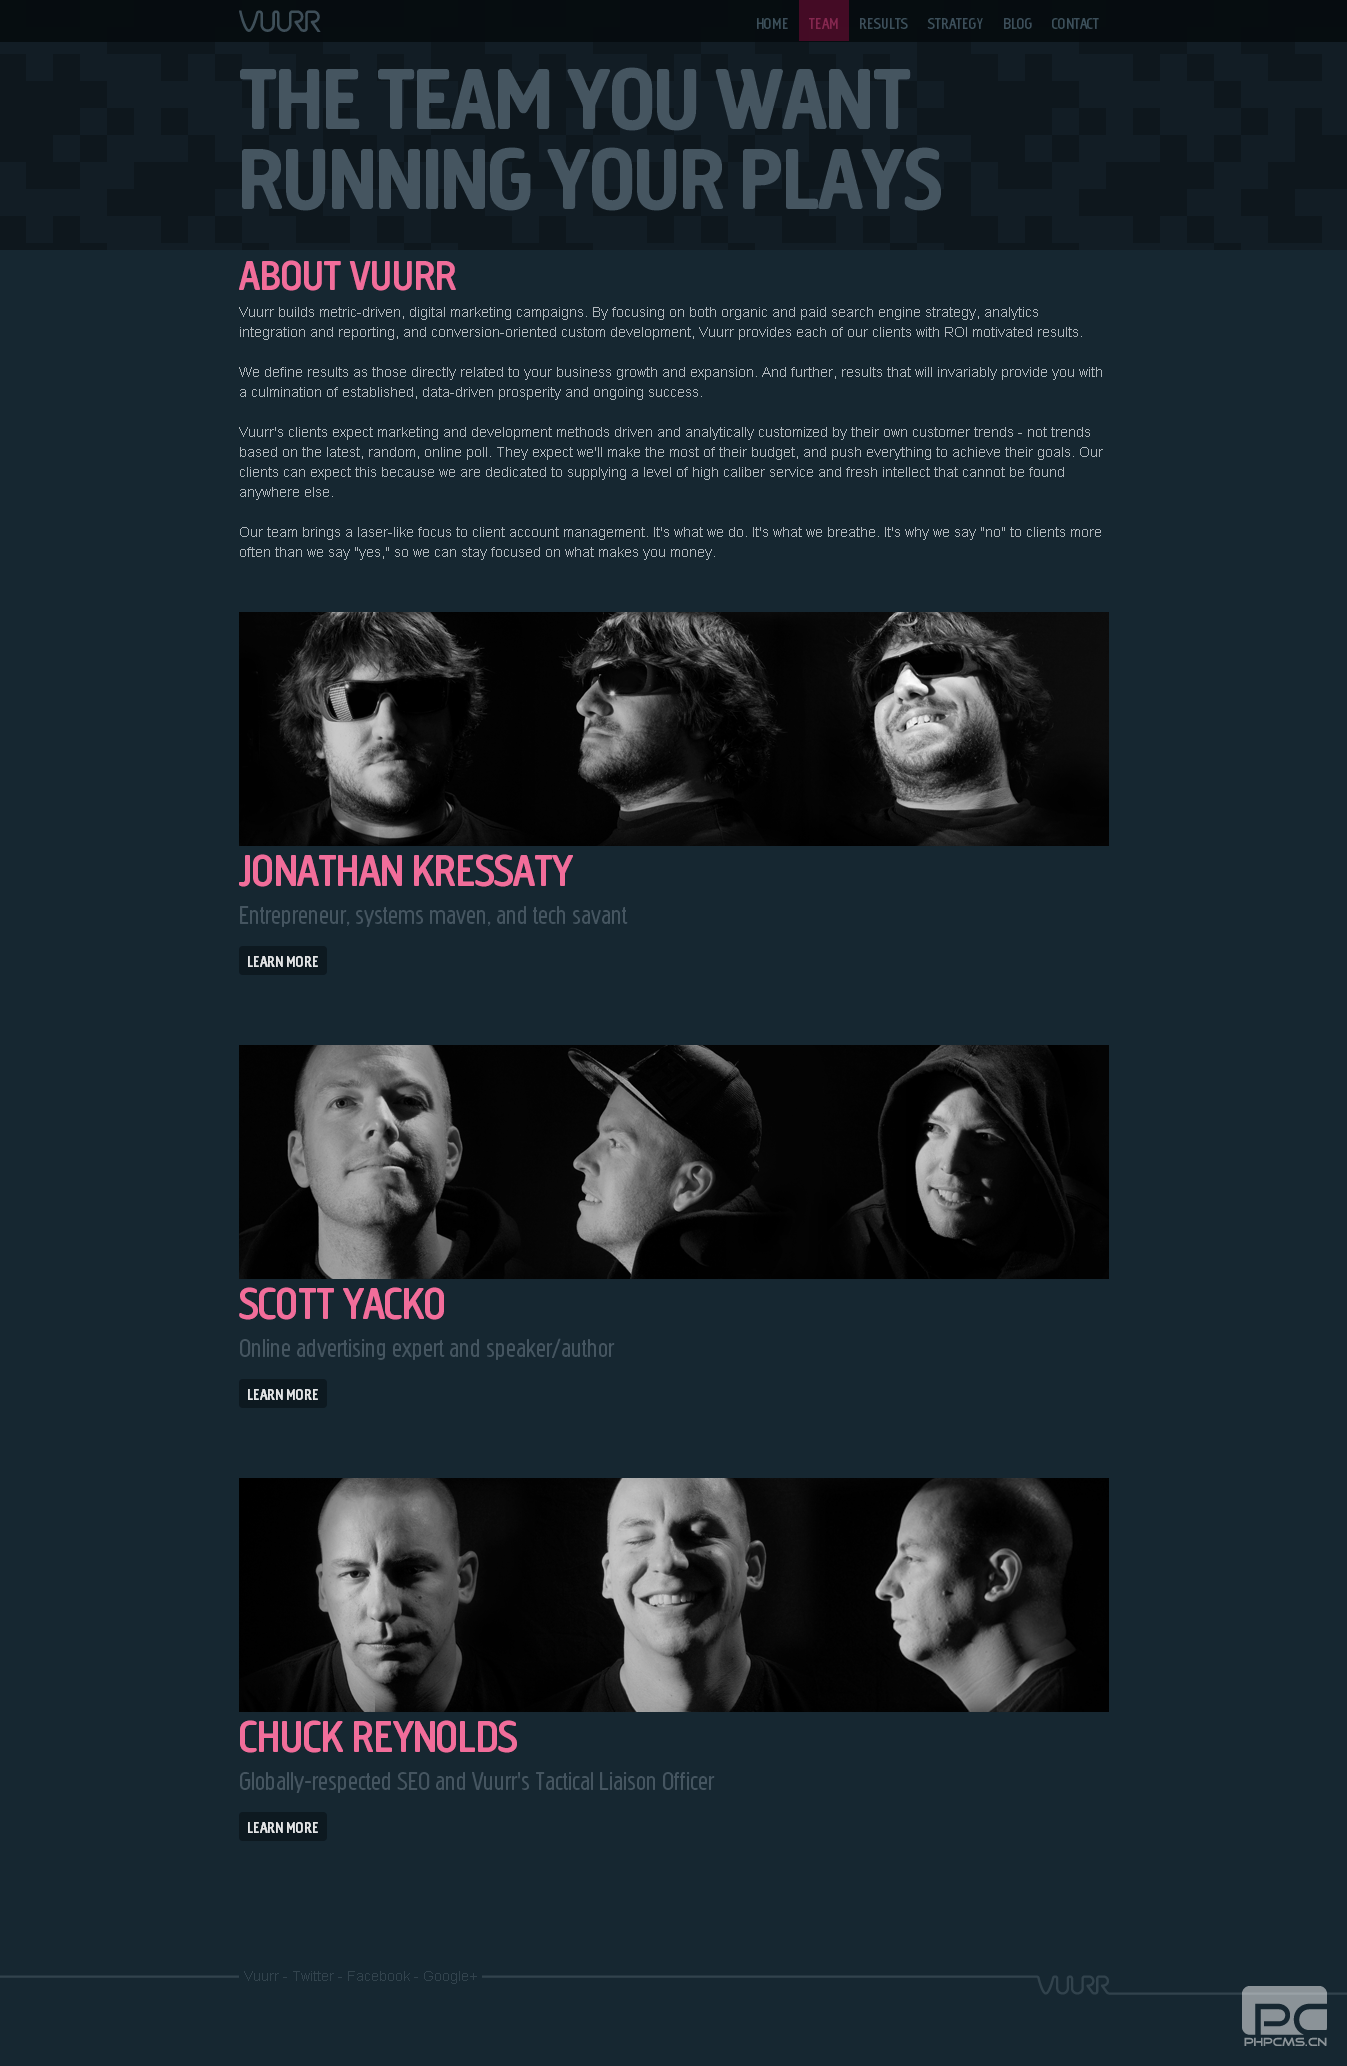 VUURR
HOME TEAM RESULTS STRATEGY BLOG CONTACT
THE TEAM YOU WANT
RUNNING YOUR PLAYS
ABOUT VUURR
Vuurr builds metric-driven, digital marketing campaigns. By focusing on both organic and paid search engine strategy, analytics
integration and reporting, and conversion-oriented custom development, Vuurr provides each of our clients with ROI motivated results.
We define results as those directly related to your business growth and expansion. And further, results that will invariably provide you with
a culmination of established, data-driven prosperity and ongoing success.
Vuurr's clients expect marketing and development methods driven and analytically customized by their own customer trends - not trends
based on the latest, random, online poll. They expect we'll make the most of their budget, and push everything to achieve their goals. Our
clients can expect this because we are dedicated to supplying a level of high caliber service and fresh intellect that cannot be found
anywhere else.
Our team brings a laser-like focus to client account management. It's what we do. It's what we breathe. It's why we say "no" to clients more
often than we say "yes," so we can stay focused on what makes you money.
JONATHAN KRESSATY
Entrepreneur, systems maven, and tech savant
LEARN MORE
SCOTT YACKO
Online advertising expert and speaker/author
LEARN MORE
CHUCK REYNOLDS
Globally-respected SEO and Vuurr's Tactical Liaison Officer
LEARN MORE
Vuurr - Twitter - Facebook - Google+
VUURR
PC
PHPCMS.CN